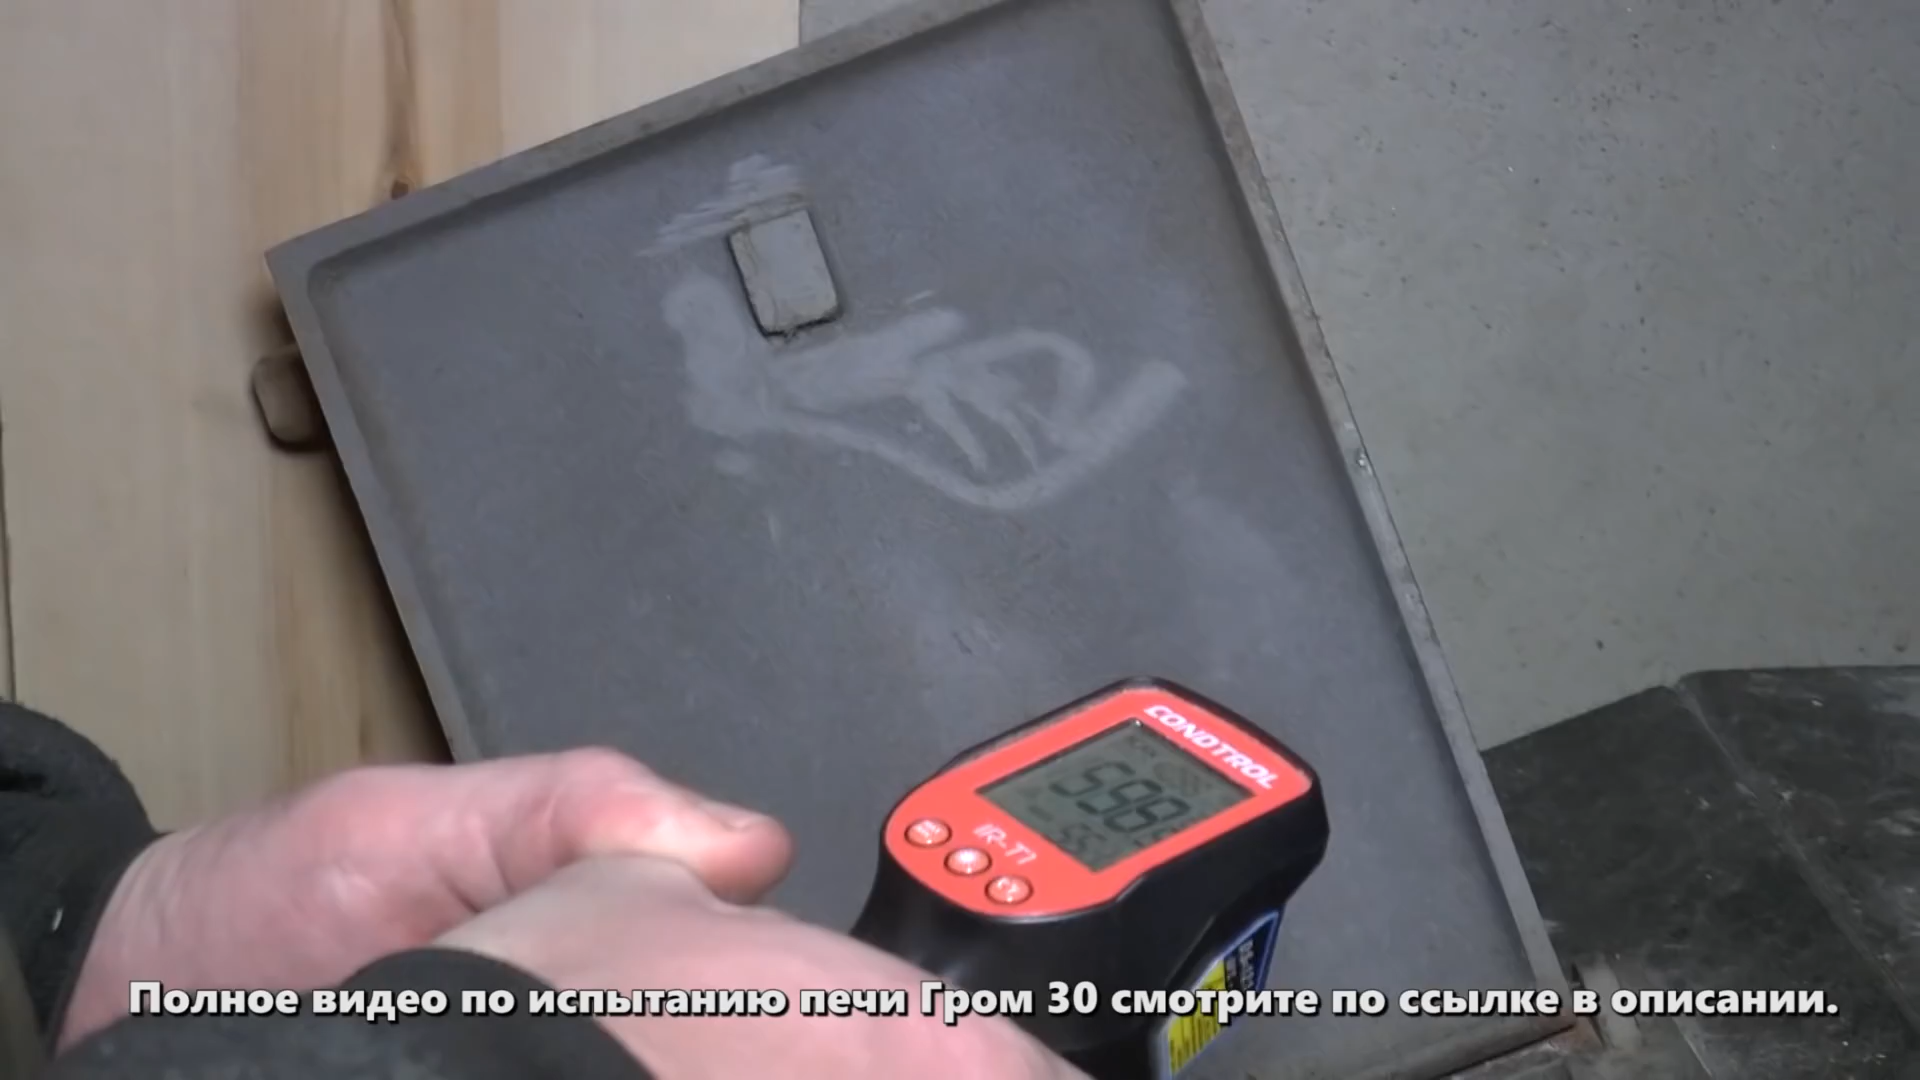 CONDTROL
IR-T1
Полное видео по испытанию печи Гром 30 смотрите по ссылке в описании.